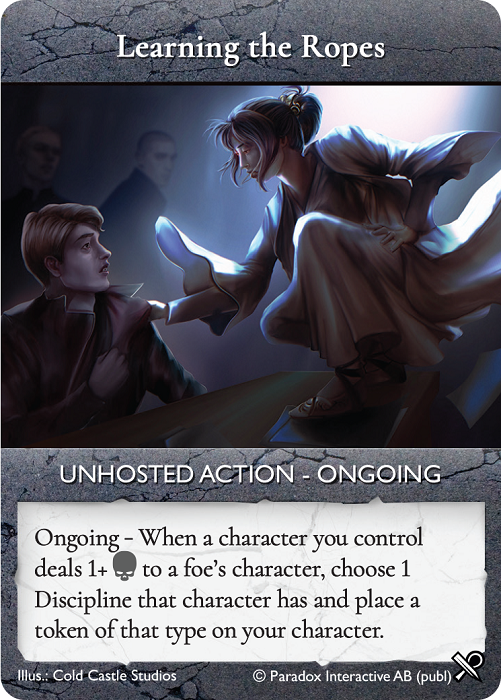 Learning the Ropes
UNHOSTED ACTION - ONGOING
Ongoing - When a character you control
deals 1+ to a foe's character, choose 1
Discipline that character has and place a
token of that type on your character.
Illus.: Cold Castle Studios © Paradox Interactive AB (publ)